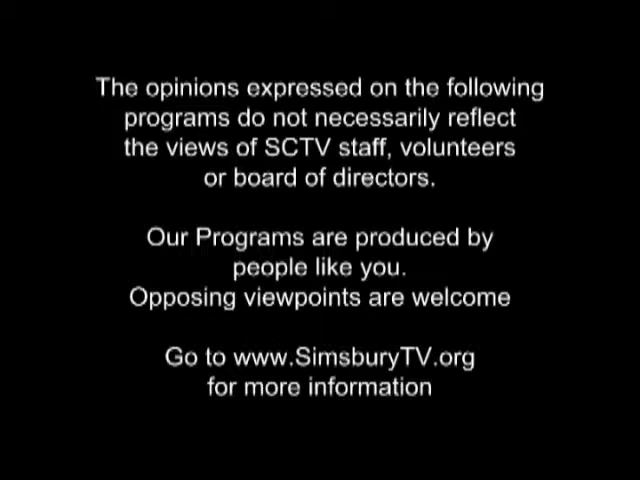 The opinions expressed on the following
programs do not necessarily reflect
the views of SCTV staff, volunteers
or board of directors.
Our Programs are produced by
people like you.
Opposing viewpoints are welcome
Go to www.SimsburyTV.org
for more information